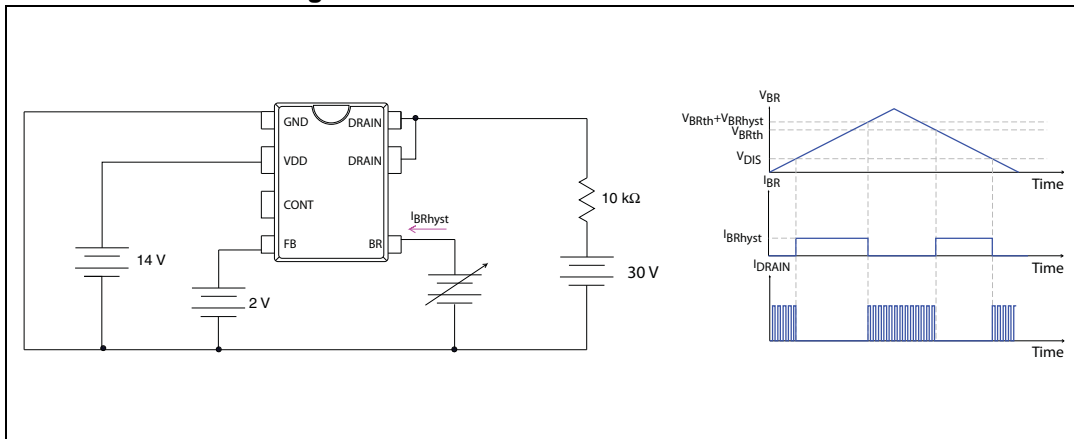 GND
DRAIN
VDD
DRAIN
CONT
FB
BR
IBRhyst
14 V
2 V
10 kΩ
30 V
VBR
VBRth+VBRhyst
VBRth
VDIS
Time
IBR
IBRhyst
Time
IDRAIN
Time